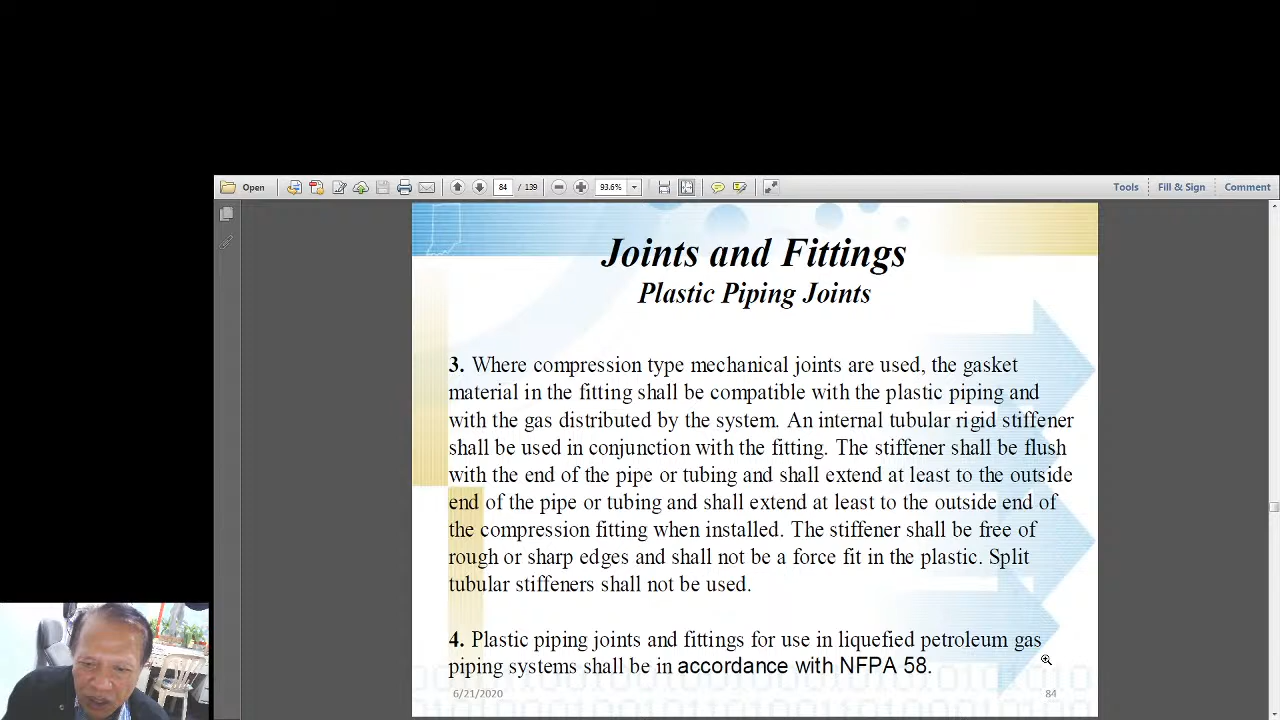 Open
84 / 139
93.6%
Tools
Fill & Sign
Comment
Joints and Fittings
Plastic Piping Joints
3. Where compression type mechanical joints are used, the gasket
material in the fitting shall be compatible with the plastic piping and
with the gas distributed by the system. An internal tubular rigid stiffener
shall be used in conjunction with the fitting. The stiffener shall be flush
with the end of the pipe or tubing and shall extend at least to the outside
end of the pipe or tubing and shall extend at least to the outside end of
the compression fitting when installed. The stiffener shall be free of
rough or sharp edges and shall not be a force fit in the plastic. Split
tubular stiffeners shall not be used.
4. Plastic piping joints and fittings for use in liquefied petroleum gas
piping systems shall be in accordance with NFPA 58.
6/21/2020
84